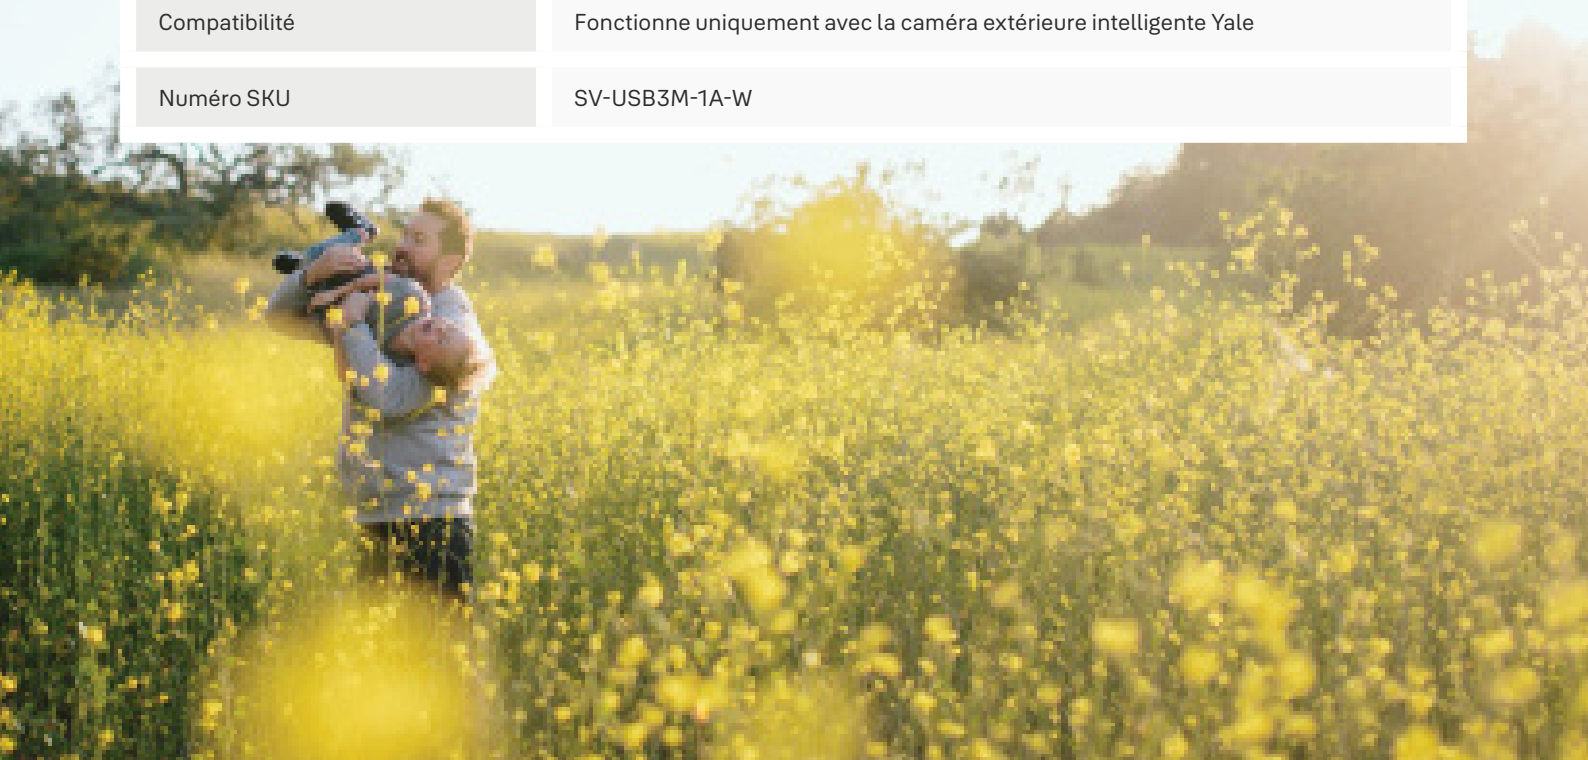 Compatibilité
Fonctionne uniquement avec la caméra extérieure intelligente Yale
Numéro SKU
SV-USB3M-1A-W